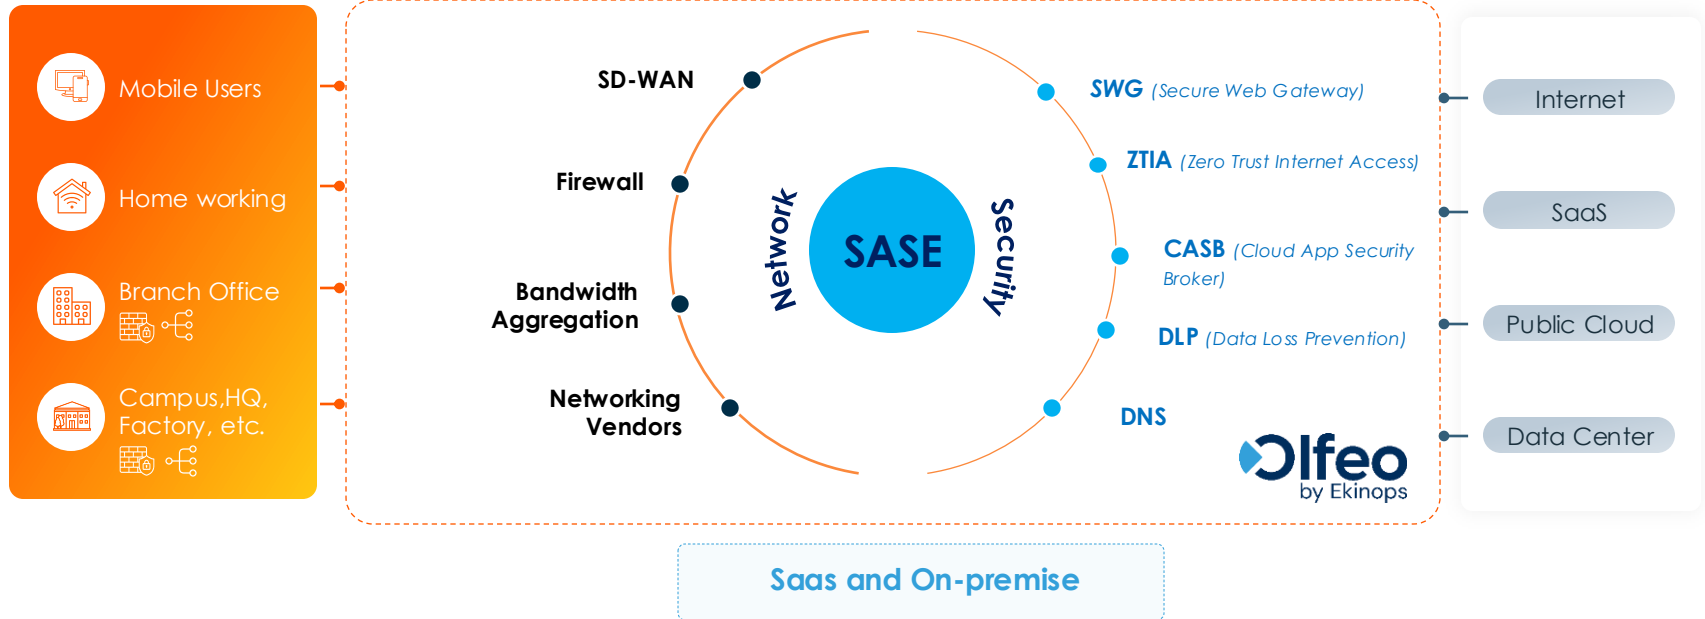 Mobile Users
Home working
Branch Office
Campus,HQ,
Factory, etc.
SD-WAN
Firewall
Bandwidth
Aggregation
Networking
Vendors
Network
SASE
Security
SWG (Secure Web Gateway)
ZTIA (Zero Trust Internet Access)
CASB (Cloud App Security
Broker)
DLP (Data Loss Prevention)
DNS
Olfeo
by Ekinops
Internet
SaaS
Public Cloud
Data Center
Saas and On-premise